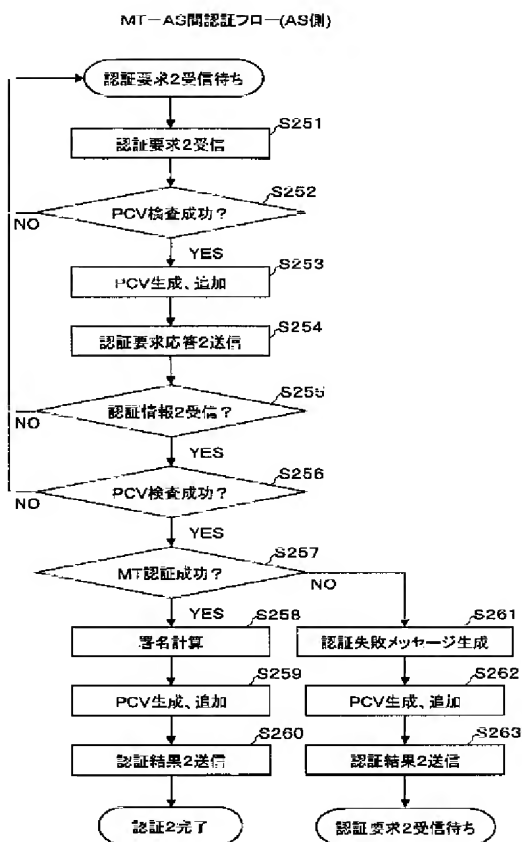 MT－AS間認証フロー(AS側)
認証要求2受信待ち
S251
認証要求2受信
S252
PCV検査成功？
NO
YES
S253
PCV生成、追加
S254
認証要求応答2送信
S255
認証情報2受信？
NO
YES
S256
PCV検査成功？
NO
YES
S257
MT認証成功？
NO
YES
S258
署名計算
S261
認証失敗メッセージ生成
S259
PCV生成、追加
S262
PCV生成、追加
S260
認証結果2送信
S263
認証結果2送信
認証2完了
認証要求2受信待ち